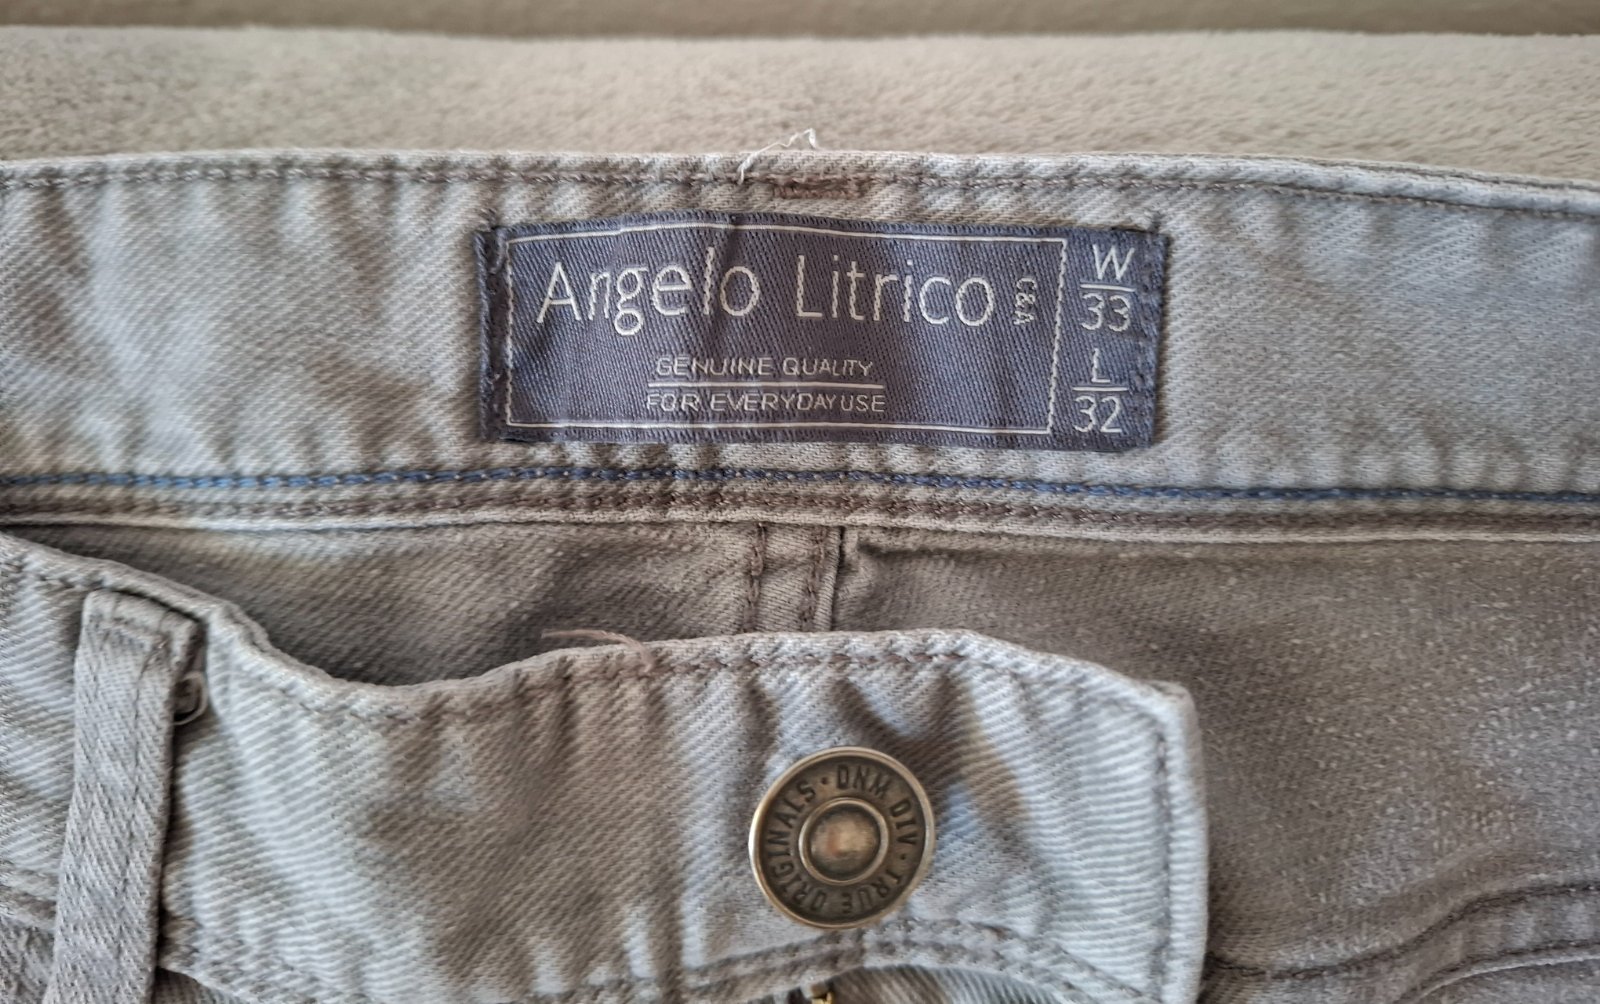 Angelo Litrico
C&A
GENUINE QUALITY
FOR EVERYDAY USE
W
33
L
32
DNM DIV · TRUE ORIGINALS ·